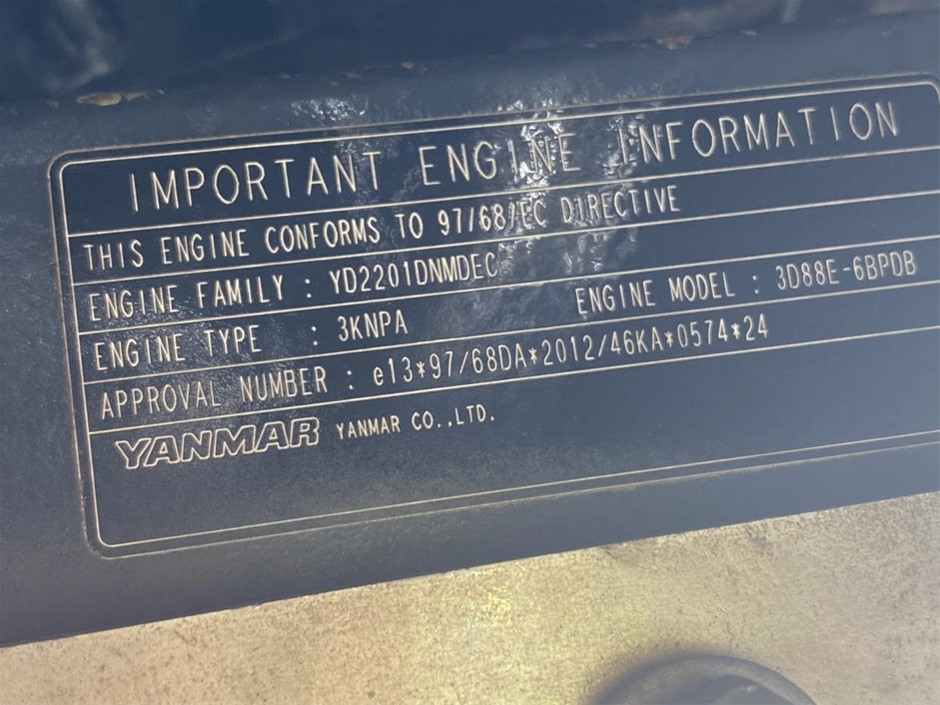 IMPORTANT ENGINE INFORMATION
THIS ENGINE CONFORMS TO 97/68/EC DIRECTIVE
ENGINE FAMILY : YD2201DNMDEC
ENGINE TYPE : 3KNPA ENGINE MODEL : 3D88E-6BPDB
APPROVAL NUMBER : e13*97/68DA*2012/46KA*0574*24
YANMAR YANMAR CO.,LTD.